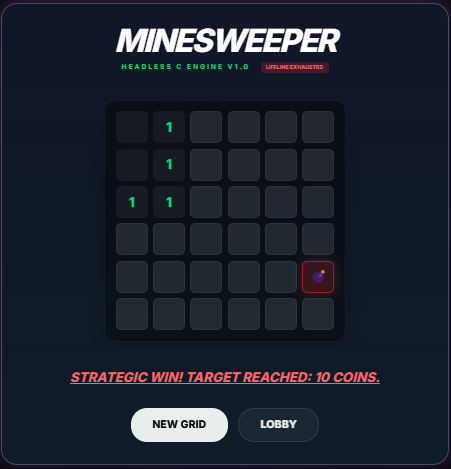 MINESWEEPER
HEADLESS C ENGINE V1.0 LIFELINE EXHAUSTED
1
1
1 1
STRATEGIC WIN! TARGET REACHED: 10 COINS.
NEW GRID LOBBY